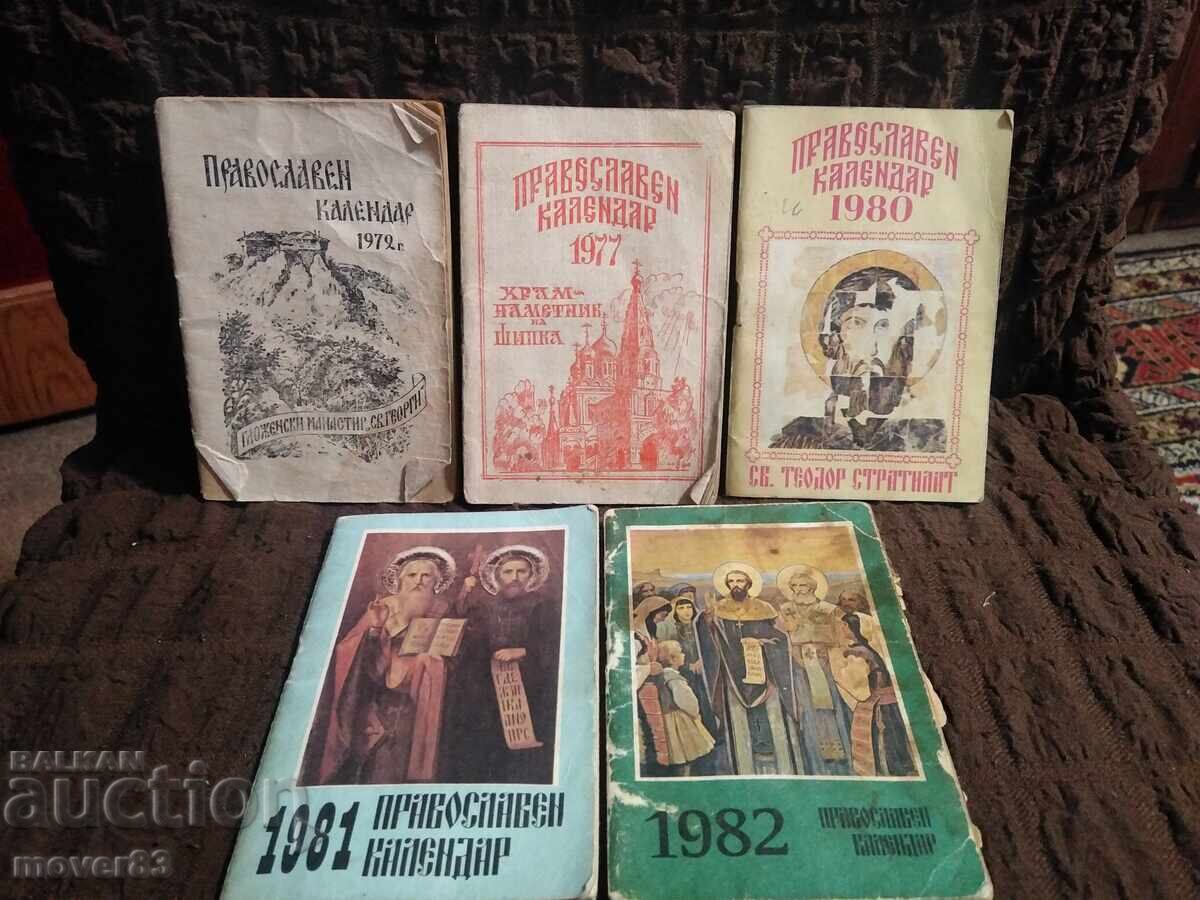 ПРАВОСЛАВЕН
КАЛЕНДАР
1972 г.
ГЛОЖЕНСКИ МАНАСТИР „СВ. ГЕОРГИ“
ПРАВОСЛАВЕН
КАЛЕНДАР
1977
ХРАМ-
ПАМЕТНИК
НА
ШИПКА
ПРАВОСЛАВЕН
КАЛЕНДАР
1980
СВ. ТЕОДОР СТРАТИЛАТ
1981
ПРАВОСЛАВЕН
КАЛЕНДАР
1982
ПРАВОСЛАВЕН
КАЛЕНДАР
BALKAN
auction
mover83